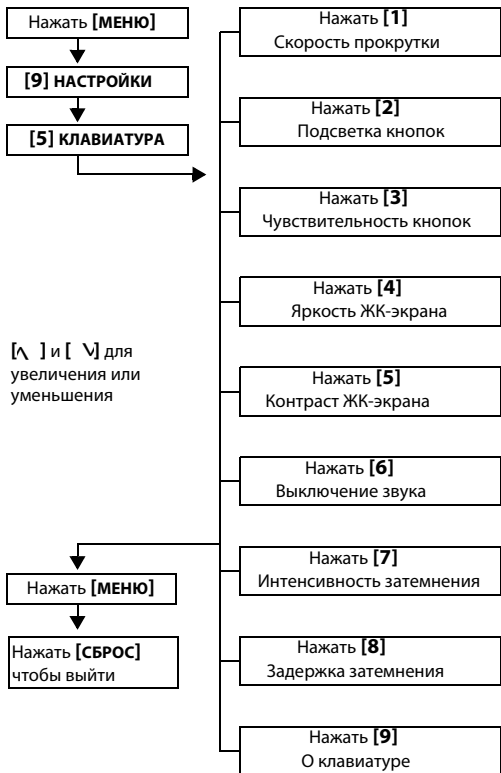 Нажать [МЕНЮ]
[9] НАСТРОЙКИ
[5] КЛАВИАТУРА
Нажать [1]
Скорость прокрутки
Нажать [2]
Подсветка кнопок
Нажать [3]
Чувствительность кнопок
Нажать [4]
Яркость ЖК-экрана
[∧ ] и [ ∨] для
увеличения или
уменьшения
Нажать [5]
Контраст ЖК-экрана
Нажать [6]
Выключение звука
Нажать [7]
Интенсивность затемнения
Нажать [8]
Задержка затемнения
Нажать [9]
О клавиатуре
Нажать [МЕНЮ]
Нажать [СБРОС]
чтобы выйти